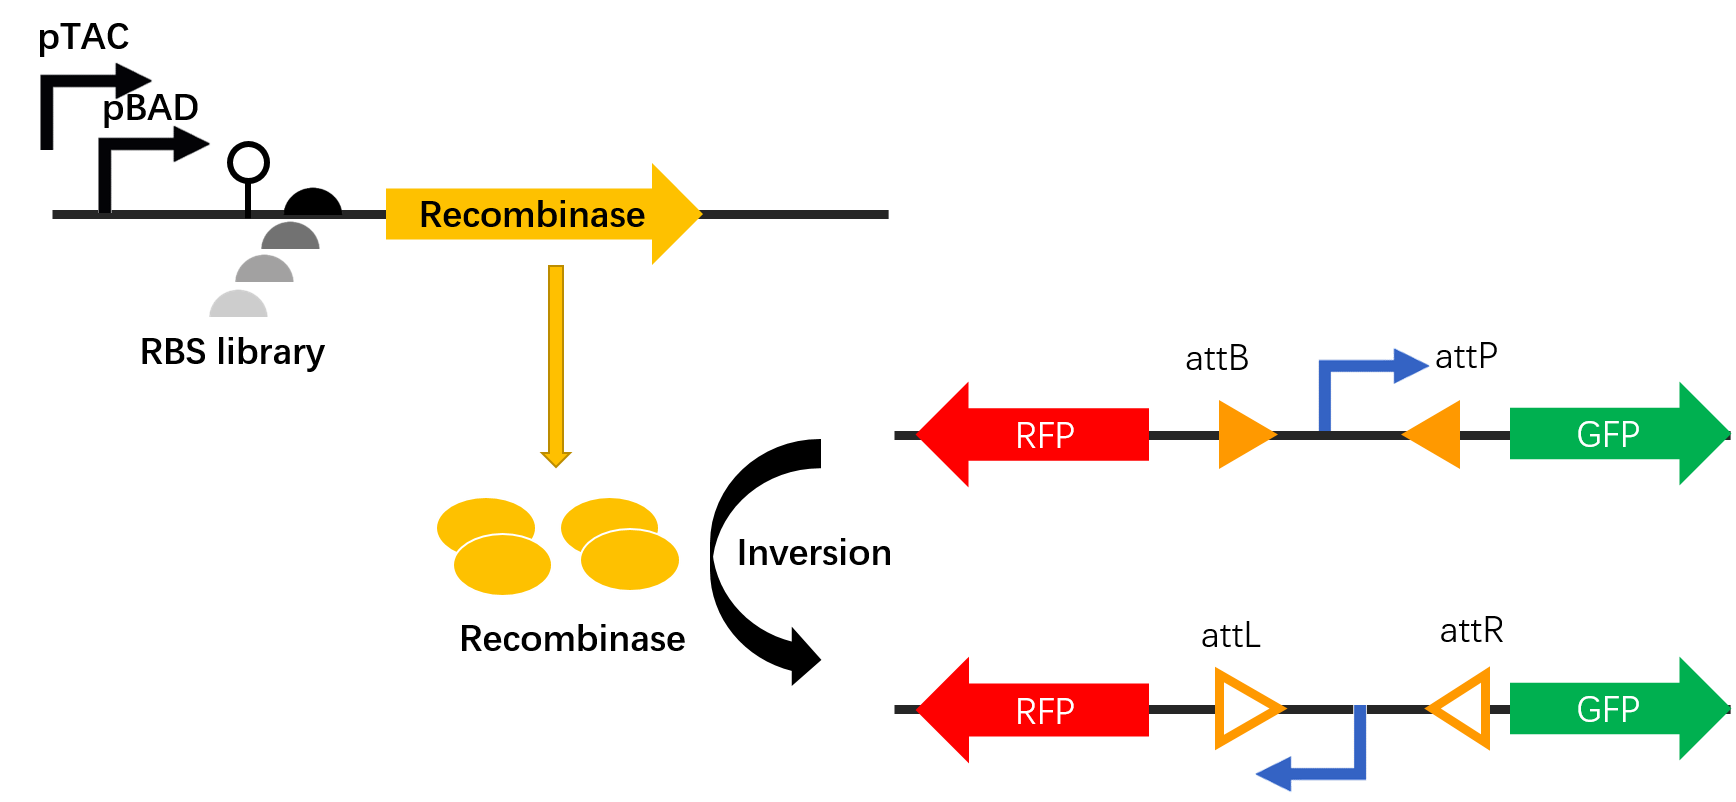 pTAC
pBAD
Recombinase
RBS library
attB
attP
RFP
GFP
Inversion
Recombinase
attL
attR
RFP
GFP